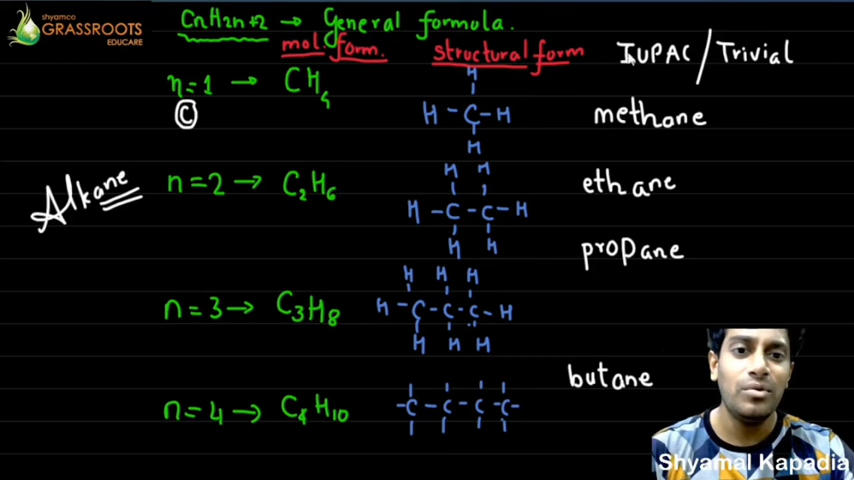 shyamco
GRASSROOTS
EDUCARE
CnH2n+2 → General formula.
mol. form. structural form IUPAC / Trivial
n=1 → CH4
C
H
H - C - H
H
methane
Alkane
n=2 → C2H6
H H
H - C - C - H
H H
ethane
propane
n=3 → C3H8
H H H
H - C - C - C - H
H H H
butane
n=4 → C4H10
- C - C - C - C -
Shyamal Kapadia